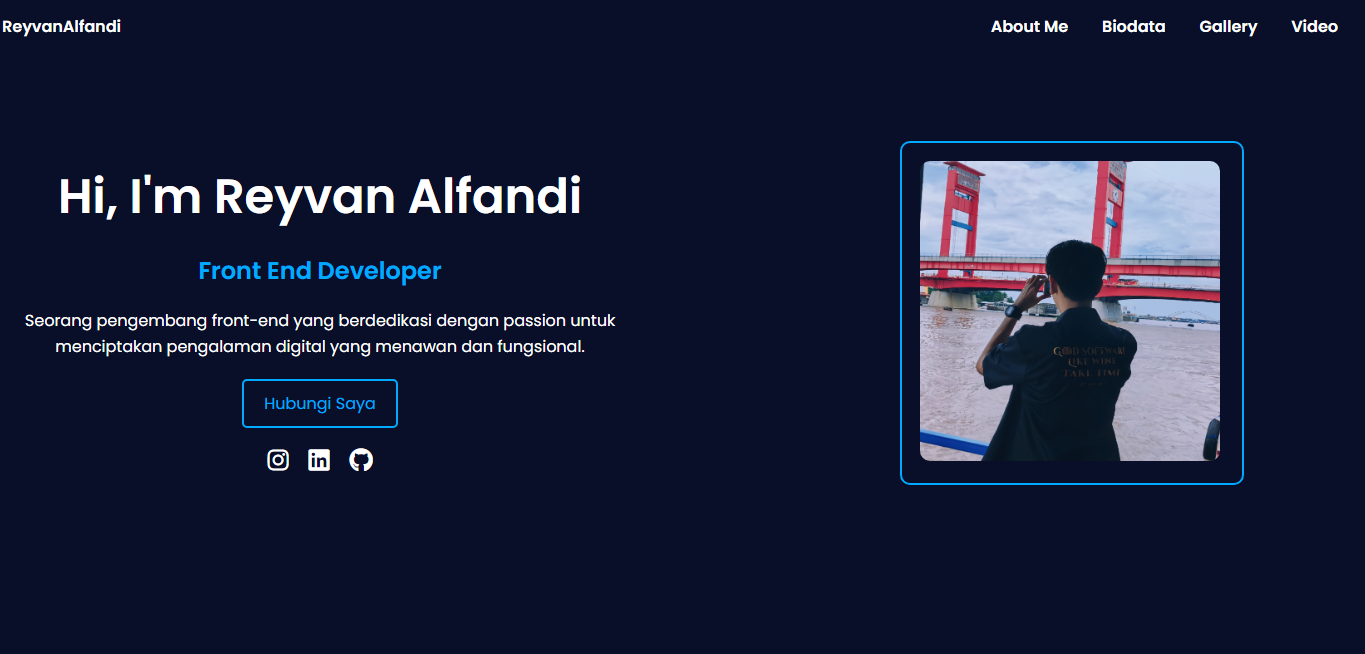 ReyvanAlfandi
About Me
Biodata
Gallery
Video
Hi, I'm Reyvan Alfandi
Front End Developer
Seorang pengembang front-end yang berdedikasi dengan passion untuk
menciptakan pengalaman digital yang menawan dan fungsional.
Hubungi Saya
in
GOOD SOFTWARE
LIKE WINE
TAKE TIME